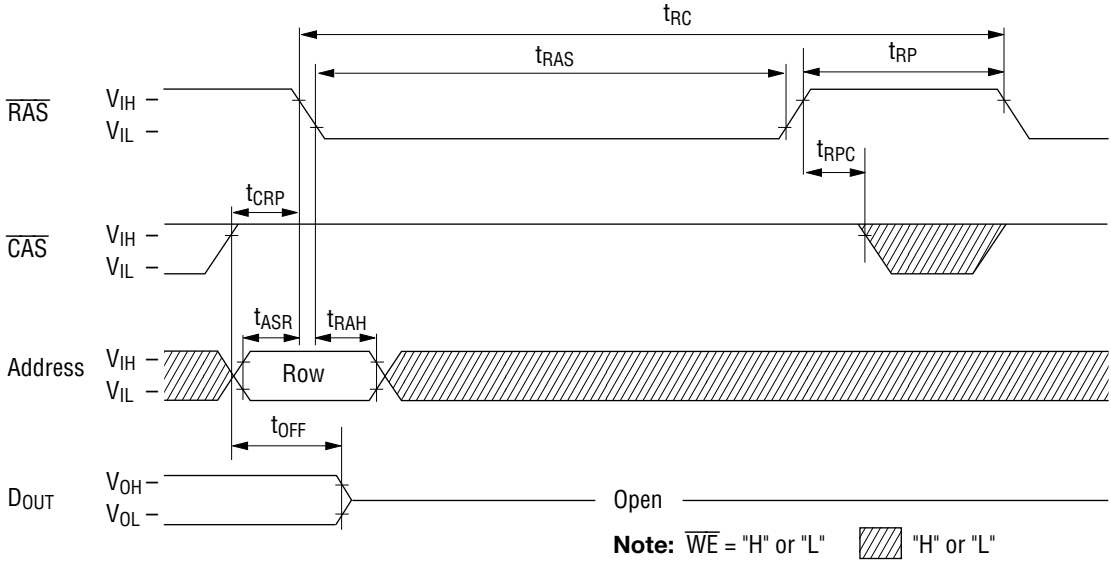 tRC
tRAS
tRP
RAS
VIH
VIL
tRPC
tCRP
CAS
VIH
VIL
tASR
tRAH
Address
VIH
VIL
Row
tOFF
DOUT
VOH
VOL
Open
Note: WE = "H" or "L" "H" or "L"